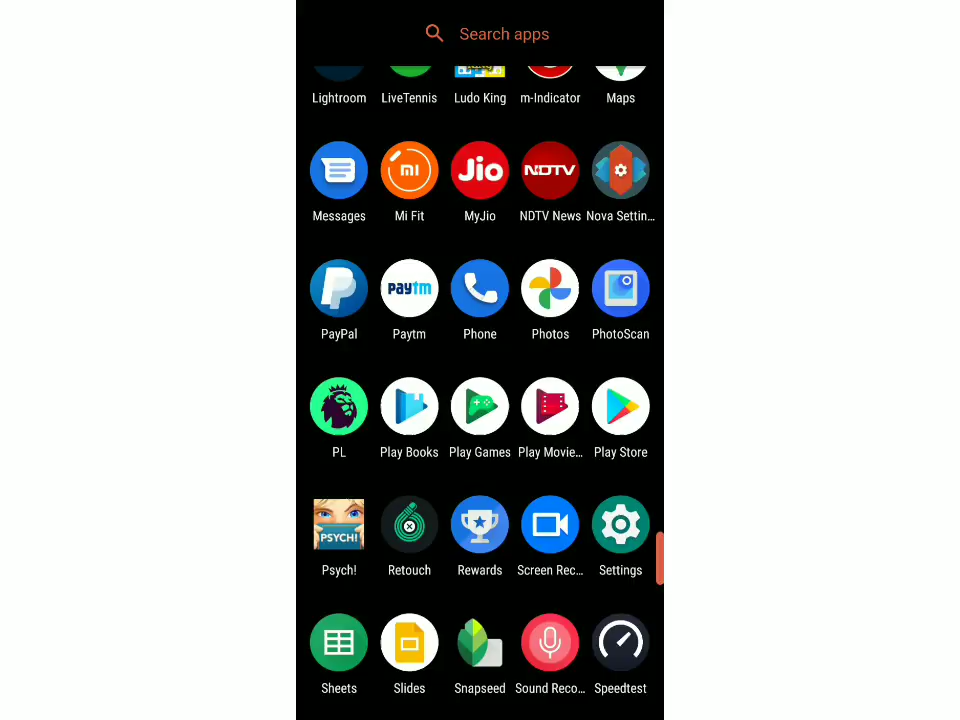 Search apps
Lightroom LiveTennis Ludo King m-Indicator Maps
mi Jio NDTV
Messages Mi Fit MyJio NDTV News Nova Settin...
paytm
PayPal Paytm Phone Photos PhotoScan
PL Play Books Play Games Play Movie... Play Store
PSYCH!
Psych! Retouch Rewards Screen Rec... Settings
Sheets Slides Snapseed Sound Reco... Speedtest